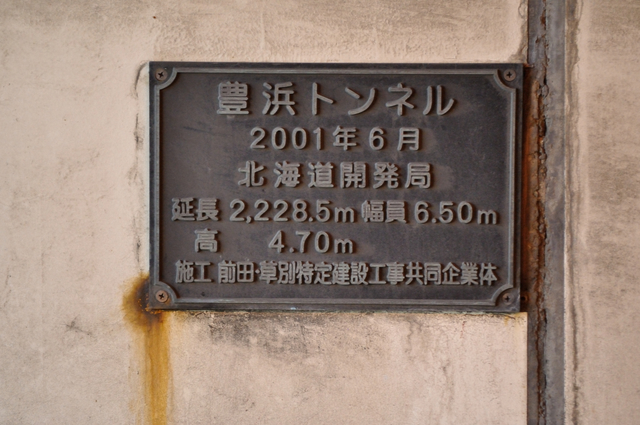 豊浜トンネル
2001年6月
北海道開発局
延長 2,228.5m 幅員 6.50m
高 4.70m
施工 前田・草別特定建設工事共同企業体